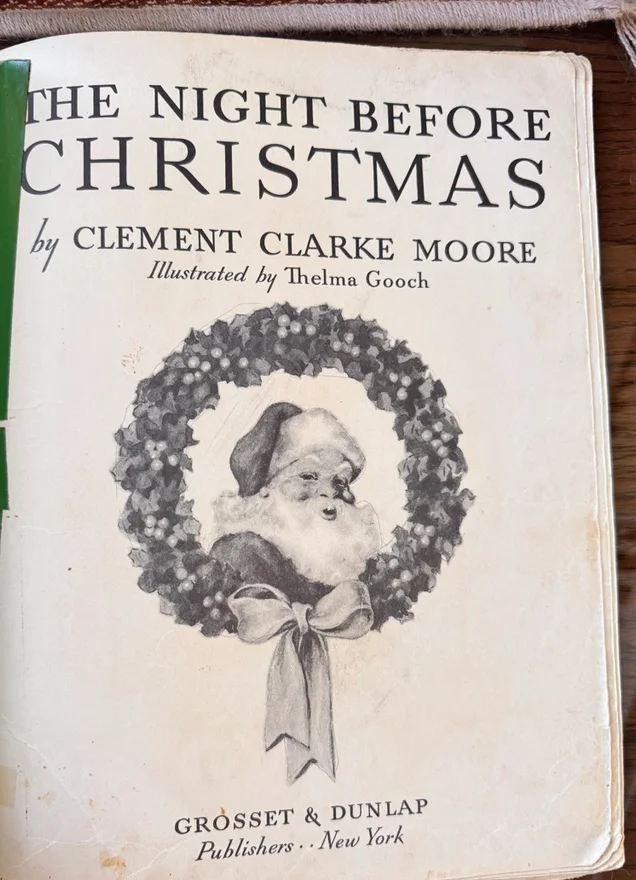 THE NIGHT BEFORE
CHRISTMAS
by CLEMENT CLARKE MOORE
Illustrated by Thelma Gooch
GROSSET & DUNLAP
Publishers . . New York